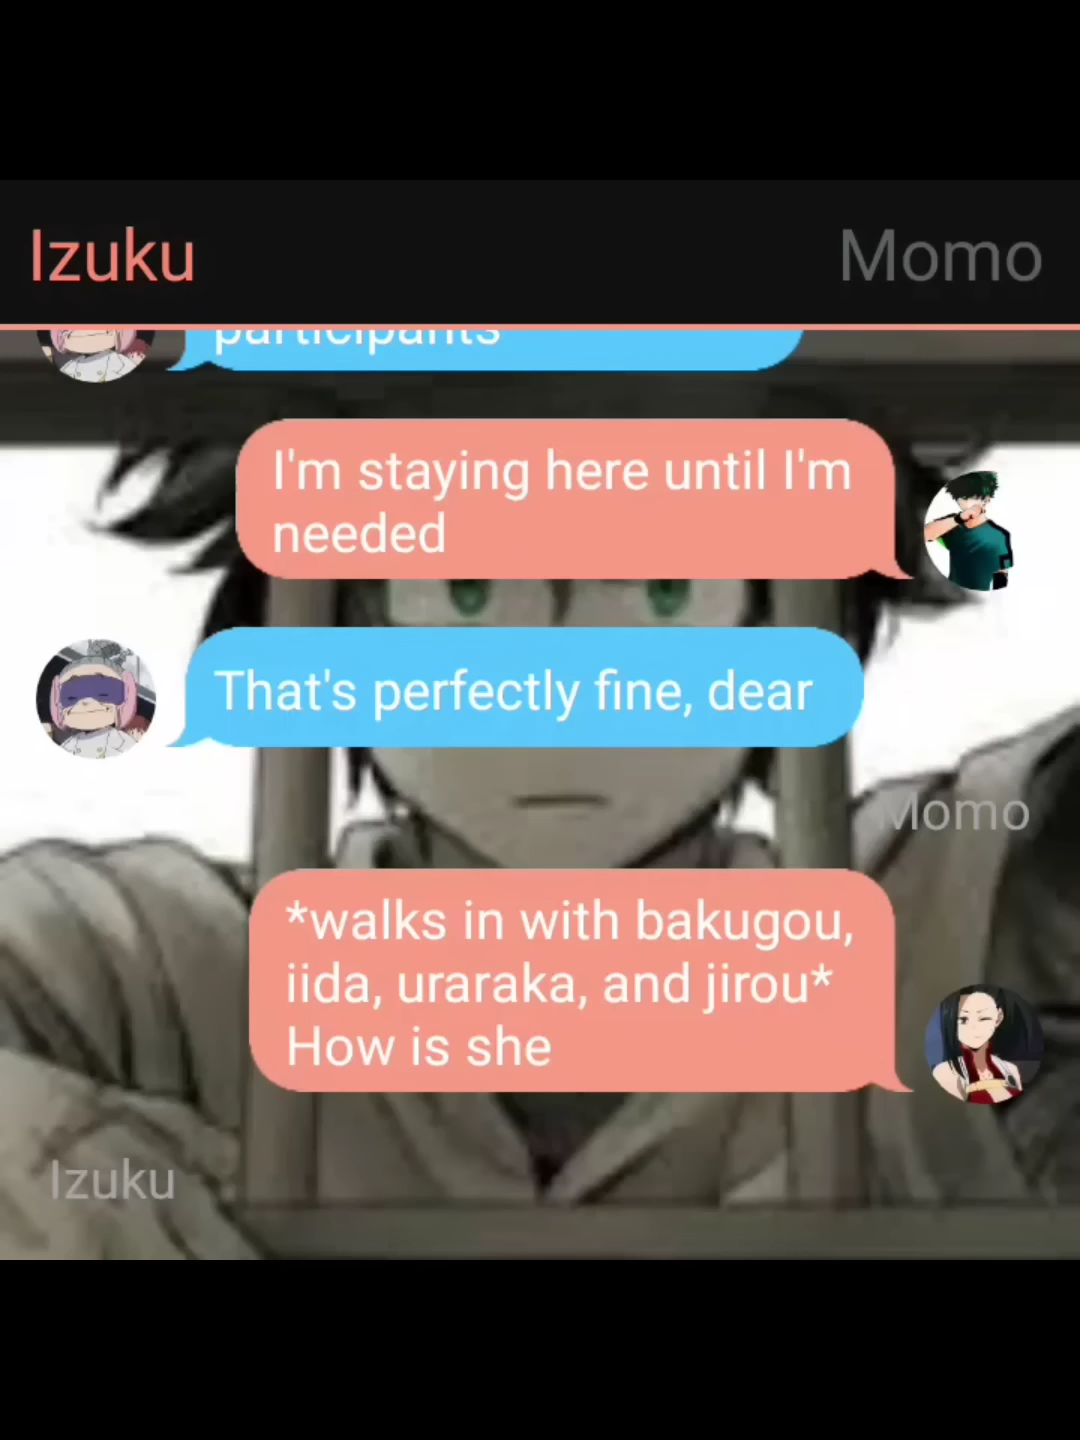 Izuku
Momo
participants
I'm staying here until I'm
needed
That's perfectly fine, dear
Momo
*walks in with bakugou,
iida, uraraka, and jirou*
How is she
Izuku